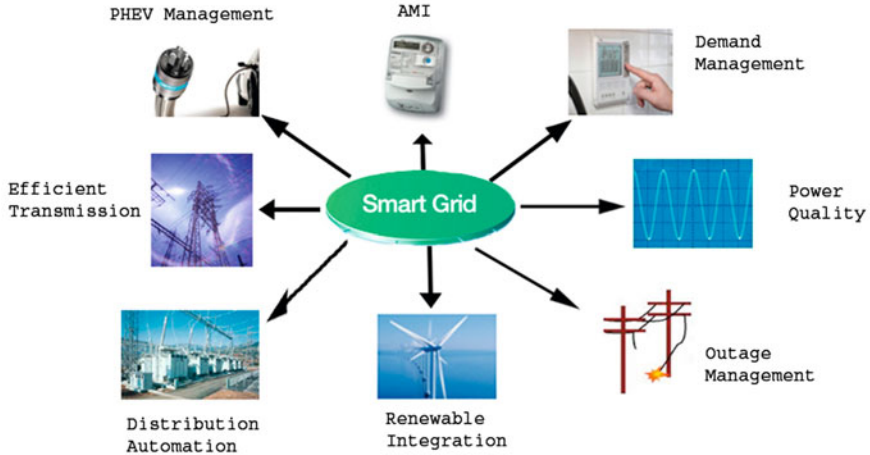 PHEV Management
AMI
Demand
Management
Efficient
Transmission
Smart Grid
Power
Quality
Outage
Management
Distribution
Automation
Renewable
Integration